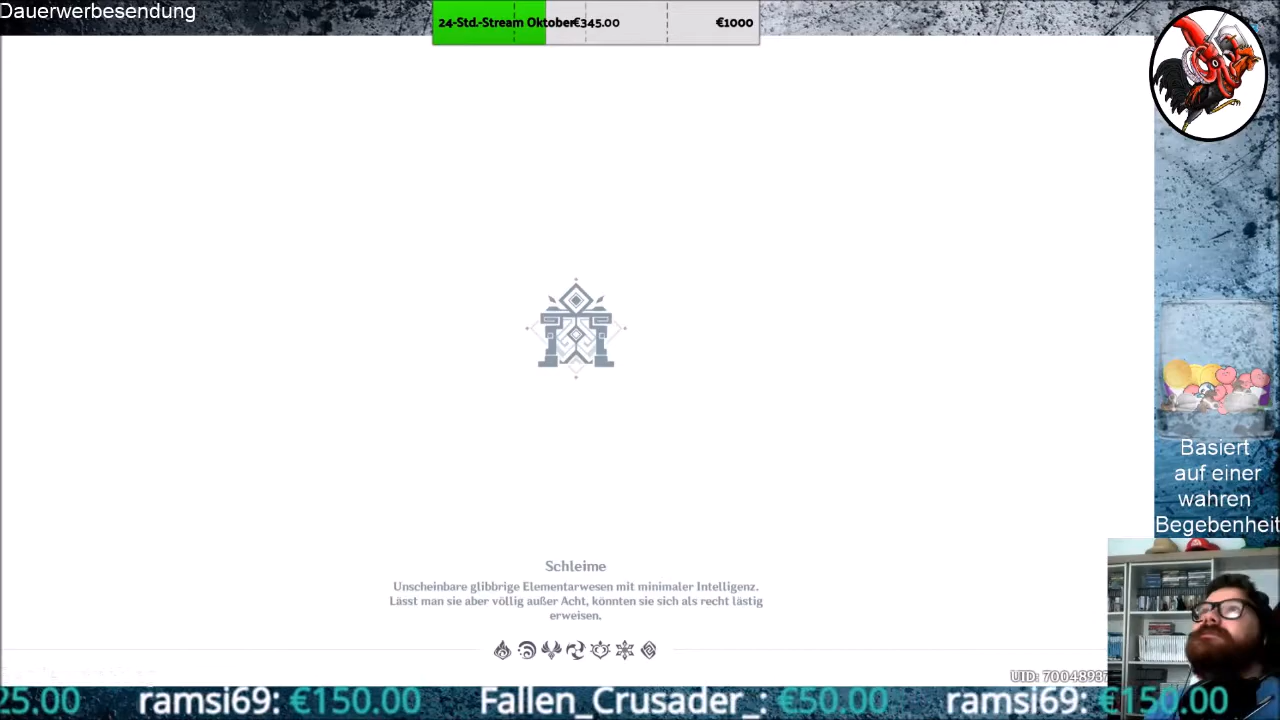 Dauerwerbesendung
24-Std.-Stream Oktober €345.00 €1000
Basiert
auf einer
wahren
Begebenheit
Schleime
Unscheinbare glibbrige Elementarwesen mit minimaler Intelligenz.
Lässt man sie aber völlig außer Acht, könnten sie sich als recht lästig
erweisen.
UID: 70048937
25.00 ramsi69: €150.00 Fallen_Crusader_: €50.00 ramsi69: €150.00